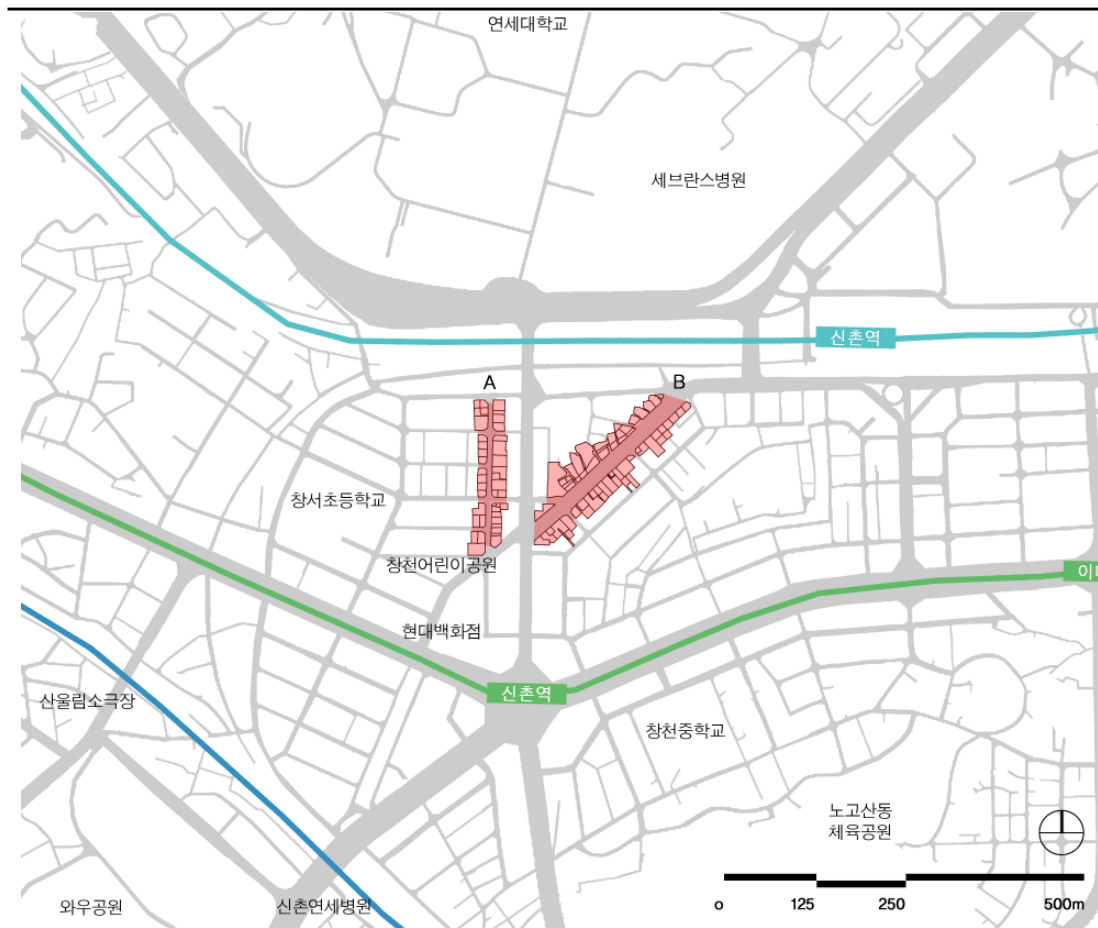 연세대학교
세브란스병원
신촌역
A
B
창서초등학교
창천어린이공원
이
현대백화점
신촌역
산울림소극장
창천중학교
노고산동
체육공원
o 125 250 500m
와우공원
신촌연세병원